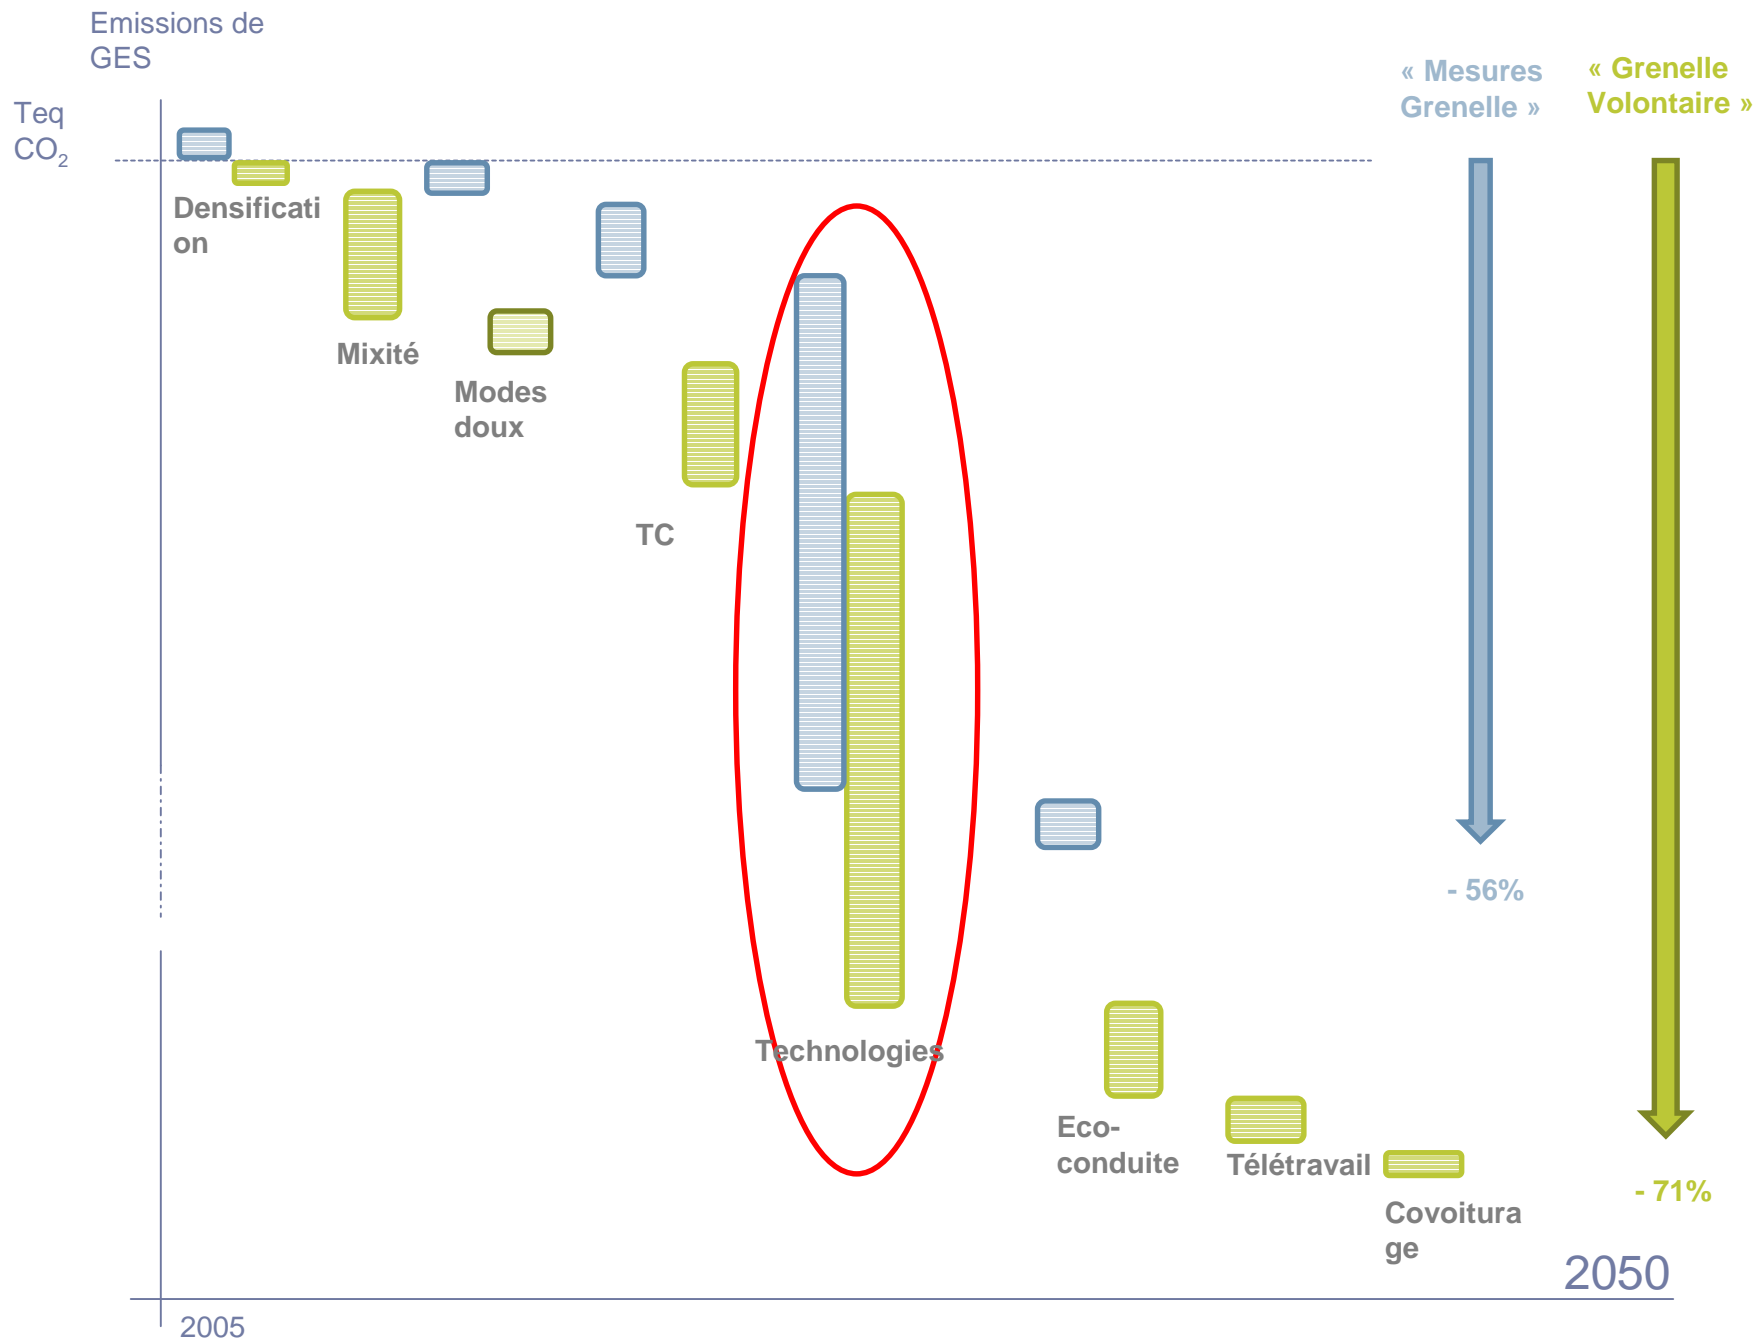 Emissions de
GES
« Mesures
Grenelle »
« Grenelle
Volontaire »
Teq
CO₂
Densificati
on
Mixité
Modes
doux
TC
Technologies
- 56%
Eco-
conduite
Télétravail
Covoitura
ge
- 71%
2050
2005